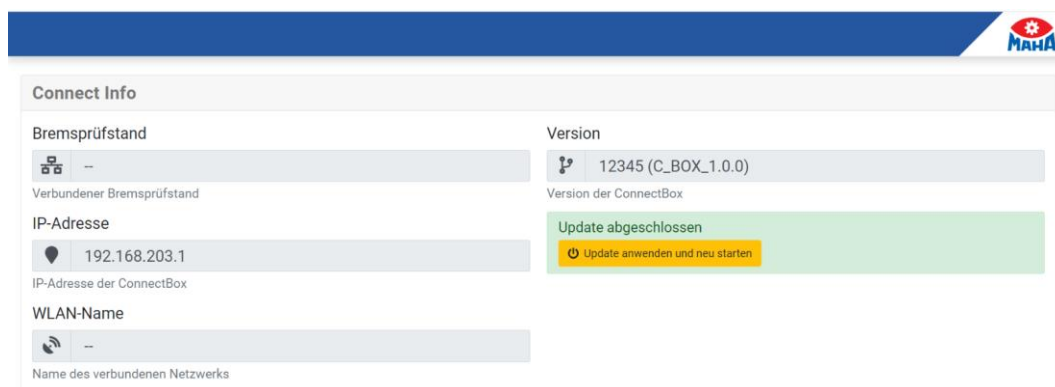 MAHA
Connect Info
Bremsprüfstand
--
Verbundener Bremsprüfstand
IP-Adresse
192.168.203.1
IP-Adresse der ConnectBox
WLAN-Name
--
Name des verbundenen Netzwerks
Version
12345 (C_BOX_1.0.0)
Version der ConnectBox
Update abgeschlossen
Update anwenden und neu starten